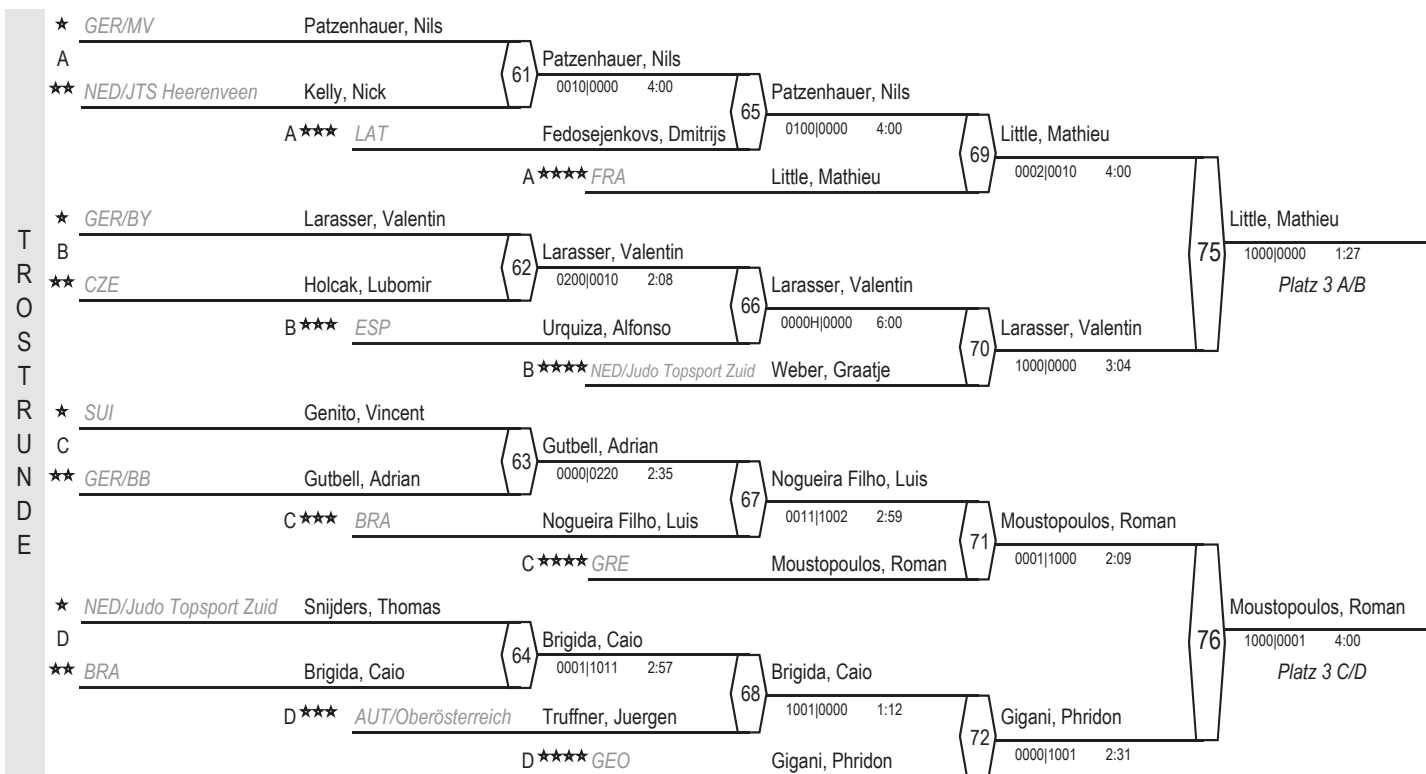 TROSTRUNDE
★ GER/MV Patzenhauer, Nils
A
★★ NED/JTS Heerenveen Kelly, Nick
61 Patzenhauer, Nils
0010|0000 4:00
A ★★★ LAT Fedosejenkovs, Dmitrijs
65 Patzenhauer, Nils
0100|0000 4:00
A ★★★★ FRA Little, Mathieu
69 Little, Mathieu
0002|0010 4:00
★ GER/BY Larasser, Valentin
B
★★ CZE Holcak, Lubomir
62 Larasser, Valentin
0200|0010 2:08
B ★★★ ESP Urquiza, Alfonso
66 Larasser, Valentin
0000H|0000 6:00
B ★★★★ NED/Judo Topsport Zuid Weber, Graatje
70 Larasser, Valentin
1000|0000 3:04
75 Little, Mathieu
1000|0000 1:27
Platz 3 A/B
★ SUI Genito, Vincent
C
★★ GER/BB Gutbell, Adrian
63 Gutbell, Adrian
0000|0220 2:35
C ★★★ BRA Nogueira Filho, Luis
67 Nogueira Filho, Luis
0011|1002 2:59
C ★★★★ GRE Moustopoulos, Roman
71 Moustopoulos, Roman
0001|1000 2:09
★ NED/Judo Topsport Zuid Snijders, Thomas
D
★★ BRA Brigida, Caio
64 Brigida, Caio
0001|1011 2:57
D ★★★ AUT/Oberösterreich Truffner, Juergen
68 Brigida, Caio
1001|0000 1:12
D ★★★★ GEO Gigani, Phridon
72 Gigani, Phridon
0000|1001 2:31
76 Moustopoulos, Roman
1000|0001 4:00
Platz 3 C/D